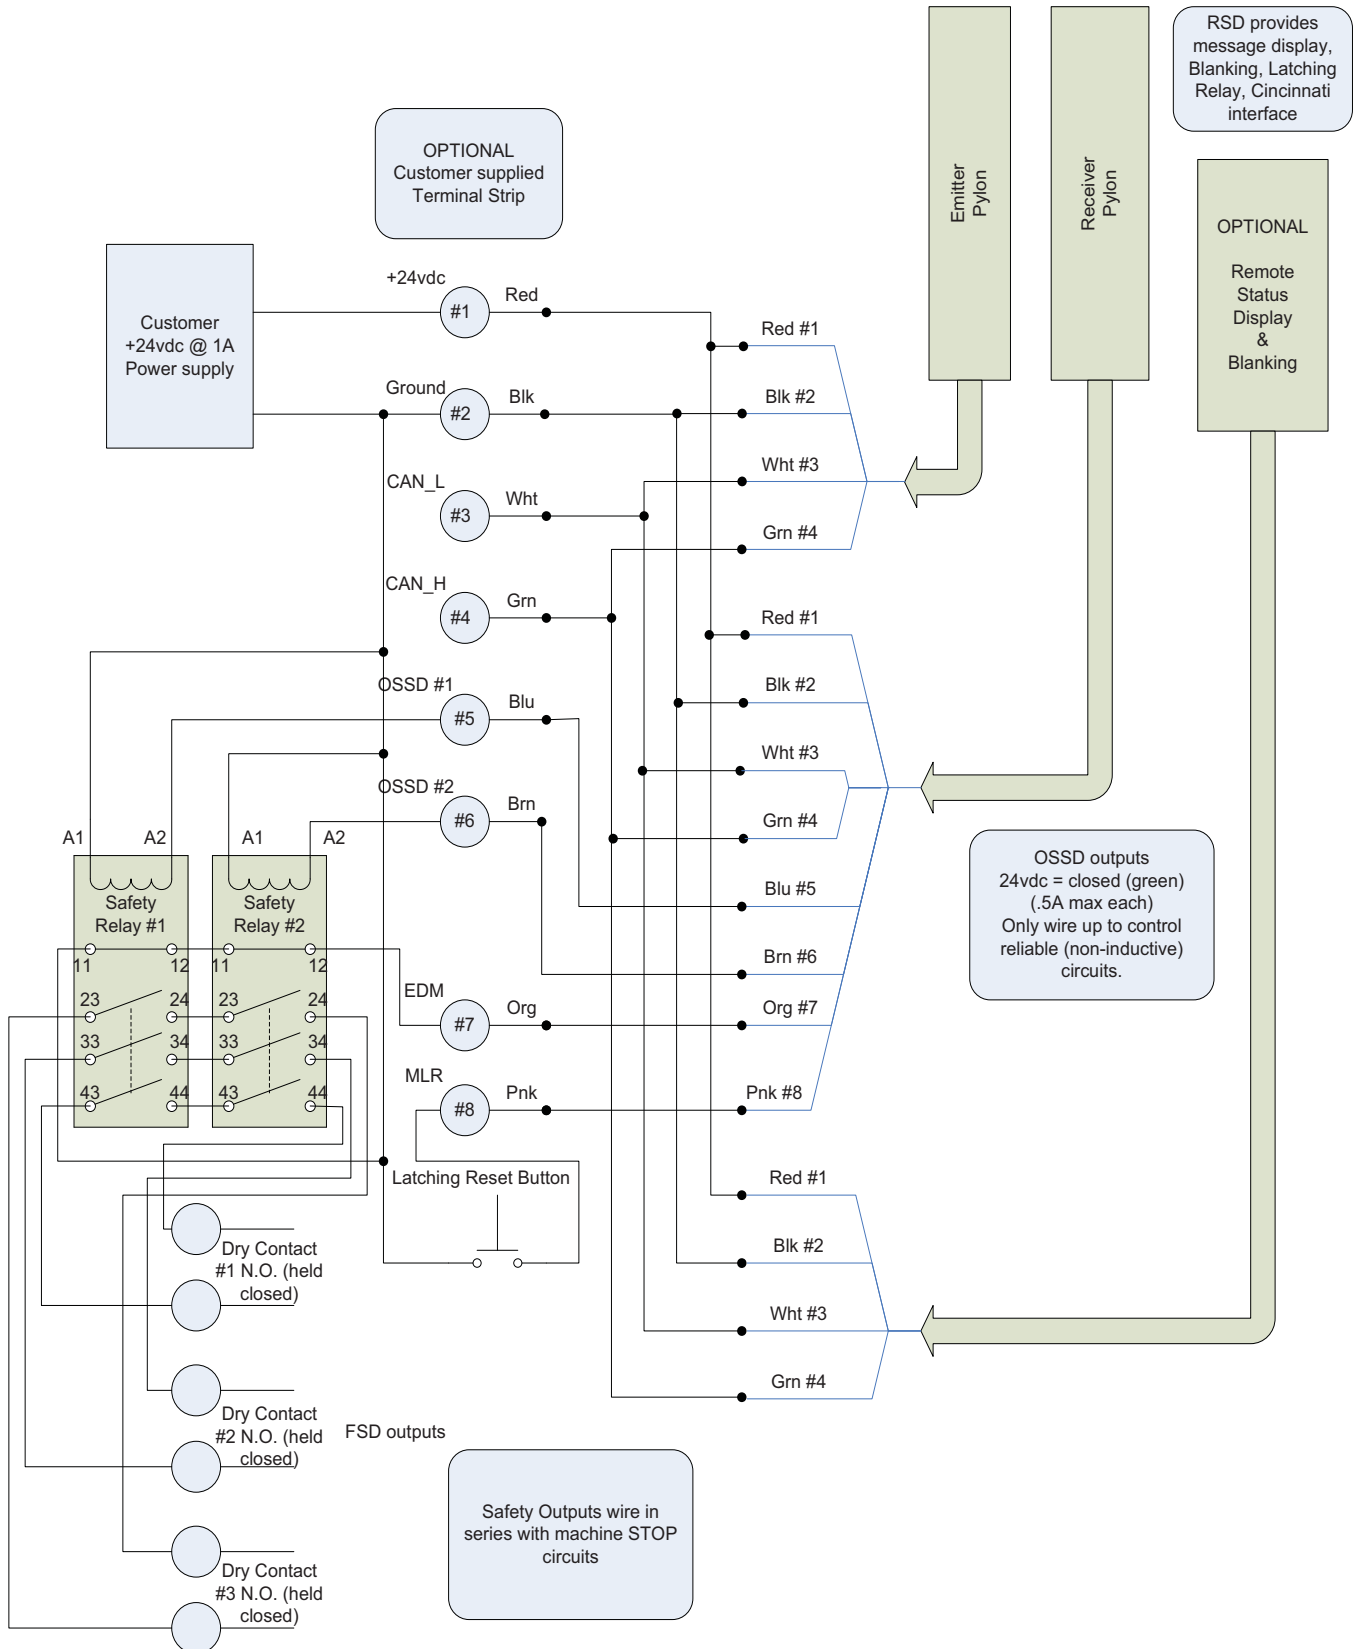 RSD provides
message display,
Blanking, Latching
Relay, Cincinnati
interface
OPTIONAL
Customer supplied
Terminal Strip
Emitter
Pylon
Receiver
Pylon
OPTIONAL
Remote
Status
Display
&
Blanking
Customer
+24vdc @ 1A
Power supply
+24vdc
#1
Red
Ground
#2
Blk
CAN_L
#3
Wht
CAN_H
#4
Grn
OSSD #1
#5
Blu
OSSD #2
#6
Brn
EDM
#7
Org
MLR
#8
Pnk
Latching Reset Button
Red #1
Blk #2
Wht #3
Grn #4
Red #1
Blk #2
Wht #3
Grn #4
Blu #5
Brn #6
Org #7
Pnk #8
Red #1
Blk #2
Wht #3
Grn #4
OSSD outputs
24vdc = closed (green)
(.5A max each)
Only wire up to control
reliable (non-inductive)
circuits.
A1
A2
A1
A2
Safety
Relay #1
Safety
Relay #2
11
12
11
12
23
24
23
24
33
34
33
34
43
44
43
44
Dry Contact
#1 N.O. (held
closed)
Dry Contact
#2 N.O. (held
closed)
FSD outputs
Dry Contact
#3 N.O. (held
closed)
Safety Outputs wire in
series with machine STOP
circuits